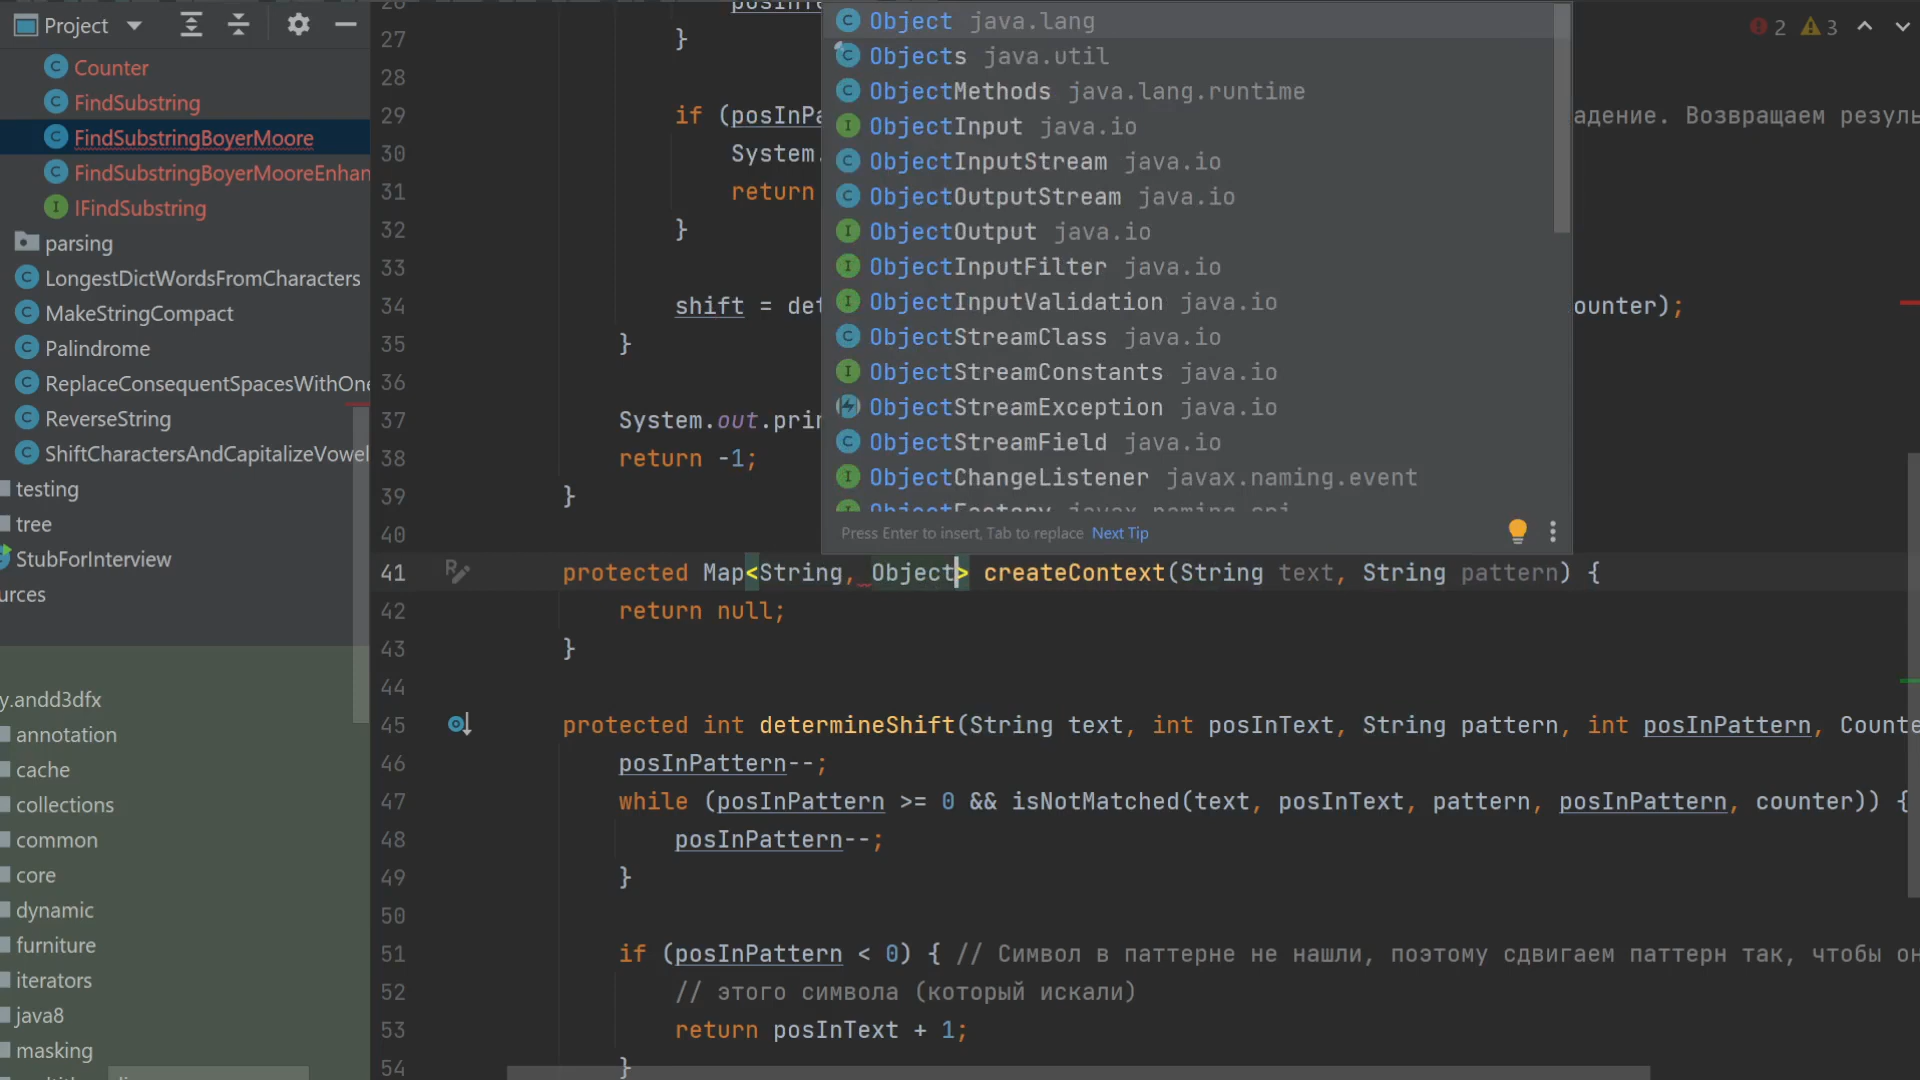 Project
Counter
FindSubstring
FindSubstringBoyerMoore
FindSubstringBoyerMooreEnhan
IFindSubstring
parsing
LongestDictWordsFromCharacters
MakeStringCompact
Palindrome
ReplaceConsequentSpacesWithOne
ReverseString
ShiftCharactersAndCapitalizeVowel
testing
tree
StubForInterview
urces
y.andd3dfx
annotation
cache
collections
common
core
dynamic
furniture
iterators
java8
masking
2 3
27 }
28
29 if (posInPa адение. Возвращаем резуль
30 System.
31 return
32 }
33
34 shift = det ounter);
35 }
36
37 System.out.prin
38 return -1;
39 }
40
41 protected Map<String, Object> createContext(String text, String pattern) {
42 return null;
43 }
44
45 protected int determineShift(String text, int posInText, String pattern, int posInPattern, Counte
46 posInPattern--;
47 while (posInPattern >= 0 && isNotMatched(text, posInText, pattern, posInPattern, counter)) {
48 posInPattern--;
49 }
50
51 if (posInPattern < 0) { // Символ в паттерне не нашли, поэтому сдвигаем паттерн так, чтобы он
52 // этого символа (который искали)
53 return posInText + 1;
54 }
Object java.lang
Objects java.util
ObjectMethods java.lang.runtime
ObjectInput java.io
ObjectInputStream java.io
ObjectOutputStream java.io
ObjectOutput java.io
ObjectInputFilter java.io
ObjectInputValidation java.io
ObjectStreamClass java.io
ObjectStreamConstants java.io
ObjectStreamException java.io
ObjectStreamField java.io
ObjectChangeListener javax.naming.event
ObjectFactory javax.naming.spi
Press Enter to insert, Tab to replace Next Tip